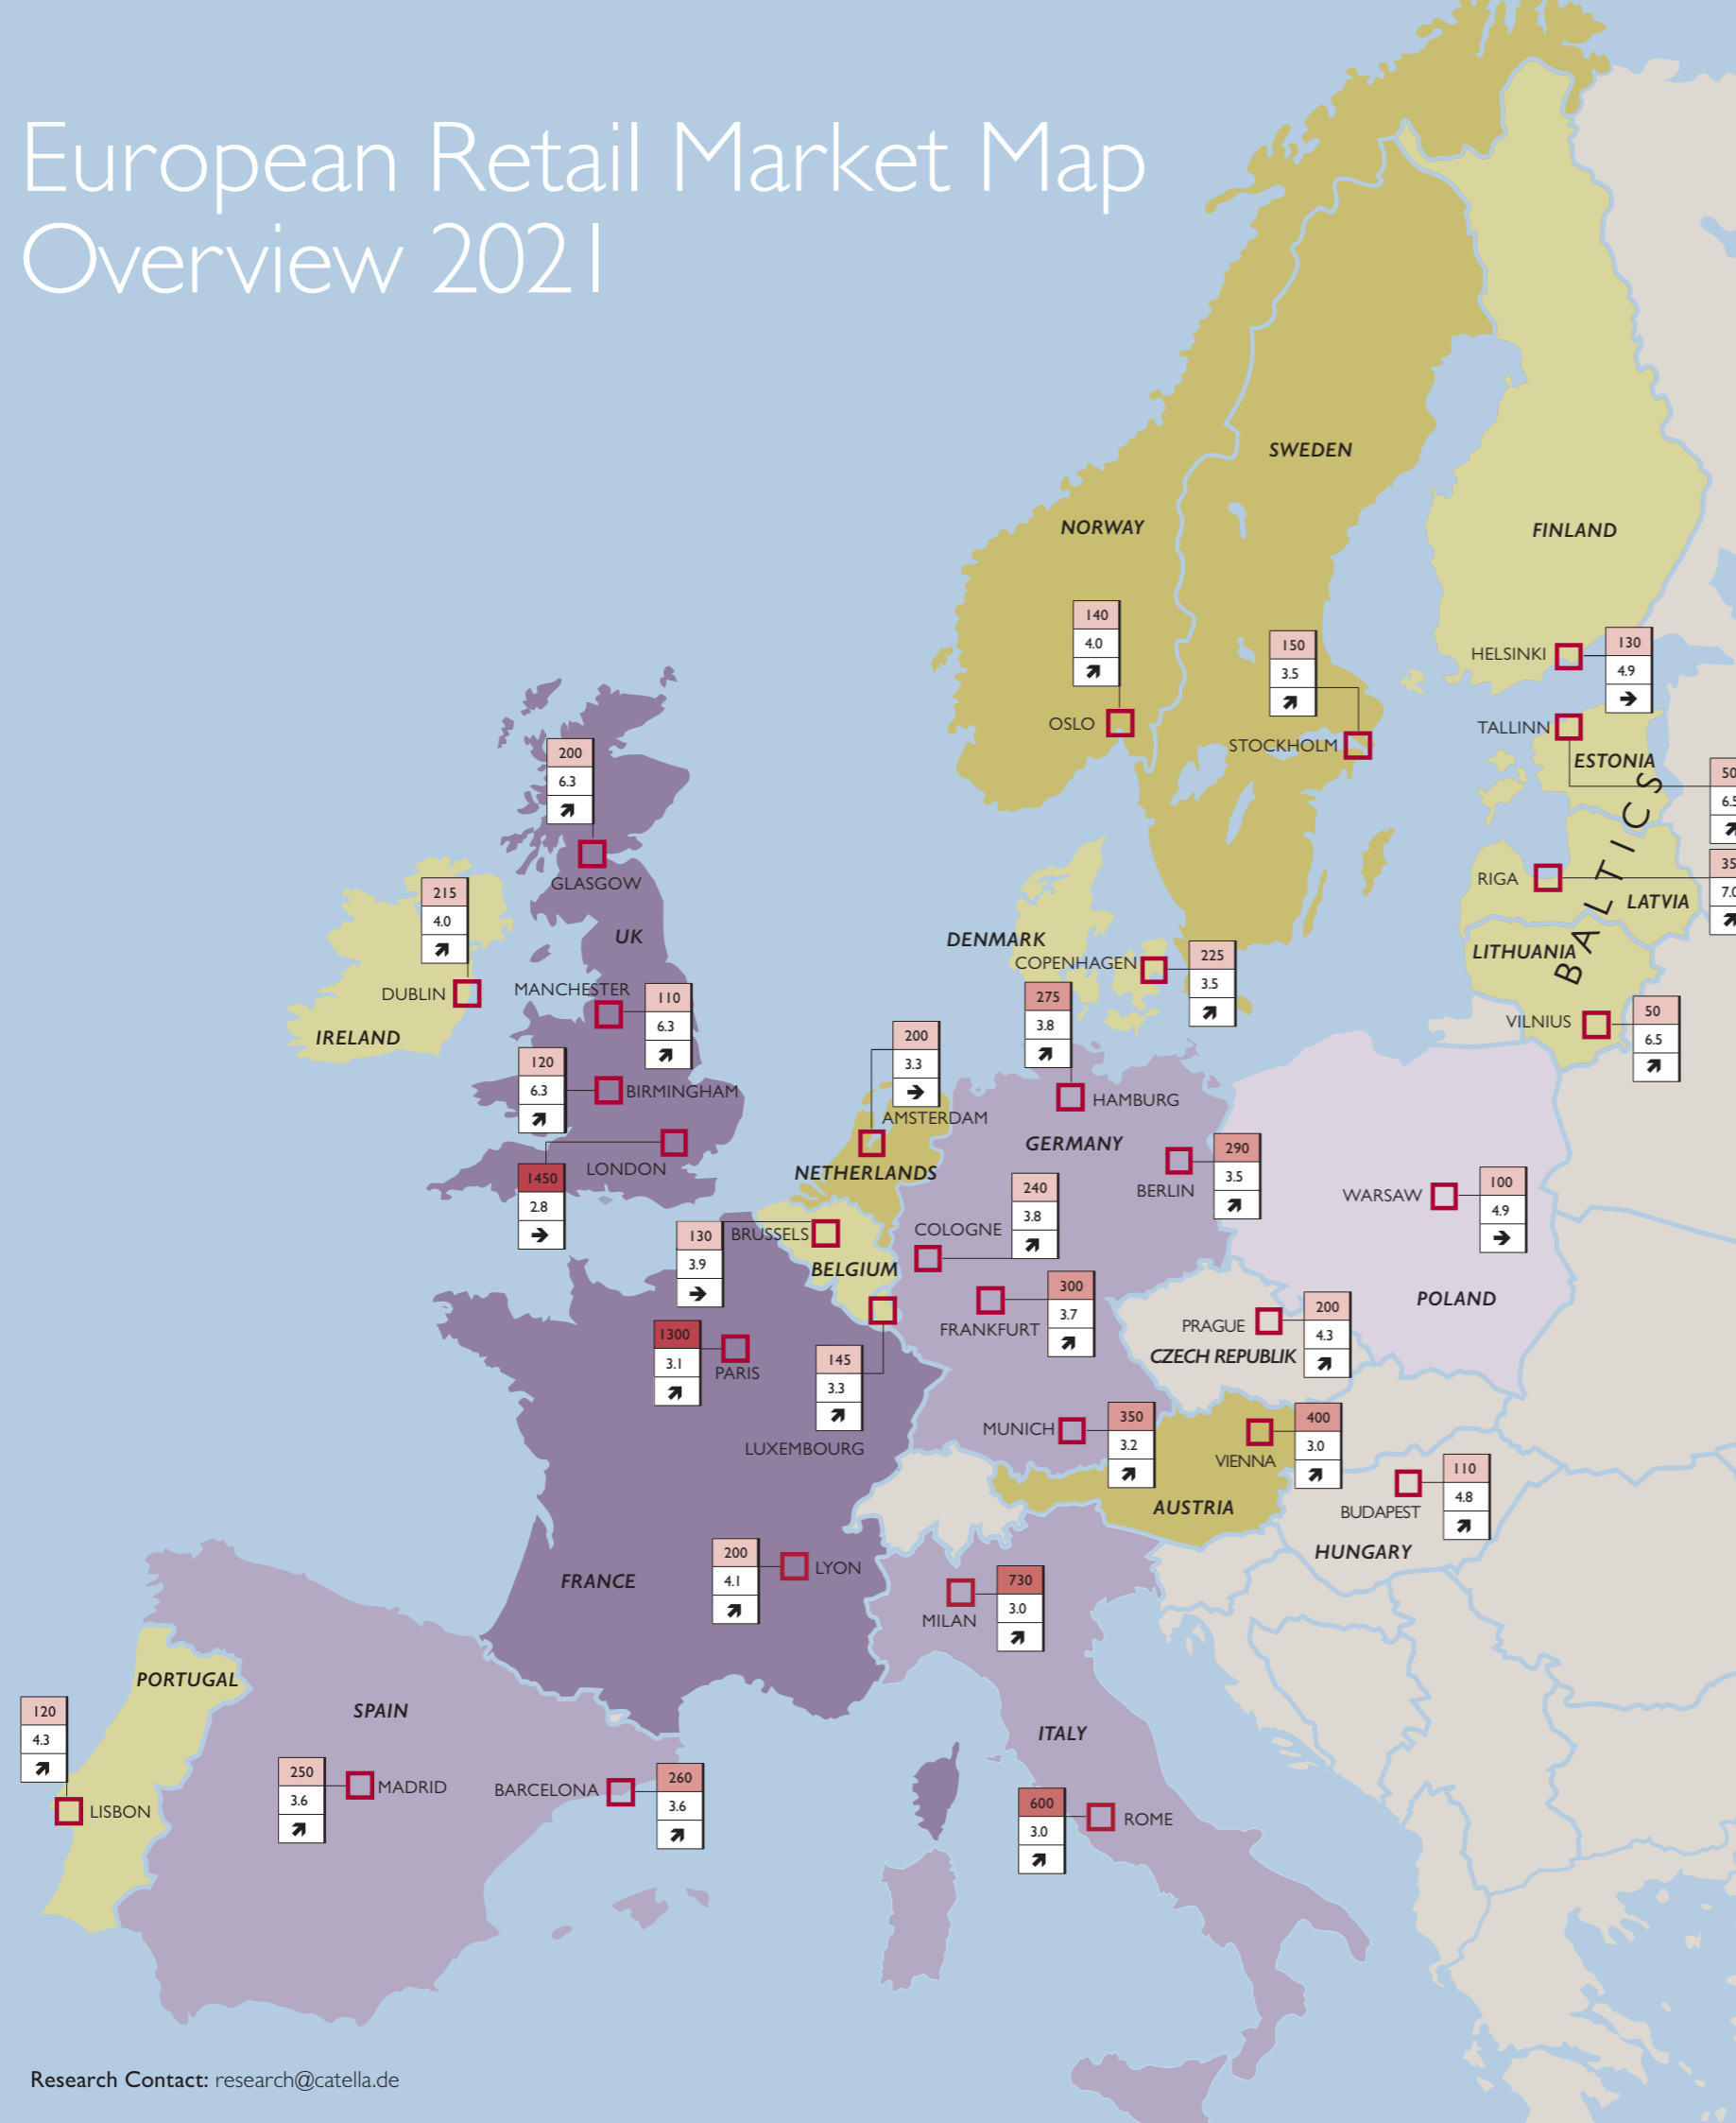 European Retail Market Map
Overview 2021
SWEDEN
NORWAY
FINLAND
140
4.0
OSLO
150
3.5
STOCKHOLM
HELSINKI
130
4.9
TALLINN
ESTONIA
50
6.5
BALTICS
RIGA
35
7.0
LATVIA
LITHUANIA
VILNIUS
50
6.5
200
6.3
GLASGOW
UK
215
4.0
DUBLIN
IRELAND
MANCHESTER
110
6.3
120
6.3
BIRMINGHAM
LONDON
1450
2.8
DENMARK
COPENHAGEN
225
3.5
275
3.8
HAMBURG
200
3.3
AMSTERDAM
NETHERLANDS
GERMANY
BERLIN
290
3.5
240
3.8
COLOGNE
WARSAW
100
4.9
POLAND
130
3.9
BRUSSELS
BELGIUM
300
3.7
FRANKFURT
PRAGUE
200
4.3
CZECH REPUBLIK
1300
3.1
PARIS
145
3.3
LUXEMBOURG
MUNICH
350
3.2
VIENNA
400
3.0
AUSTRIA
BUDAPEST
110
4.8
HUNGARY
FRANCE
200
4.1
LYON
730
3.0
MILAN
PORTUGAL
SPAIN
ITALY
120
4.3
LISBON
250
3.6
MADRID
BARCELONA
260
3.6
600
3.0
ROME
Research Contact: research@catella.de